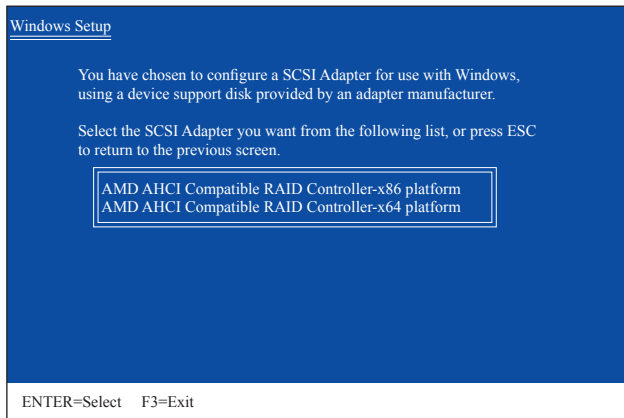 Windows Setup
You have chosen to configure a SCSI Adapter for use with Windows,
using a device support disk provided by an adapter manufacturer.
Select the SCSI Adapter you want from the following list, or press ESC
to return to the previous screen.
AMD AHCI Compatible RAID Controller-x86 platform
AMD AHCI Compatible RAID Controller-x64 platform
ENTER=Select F3=Exit